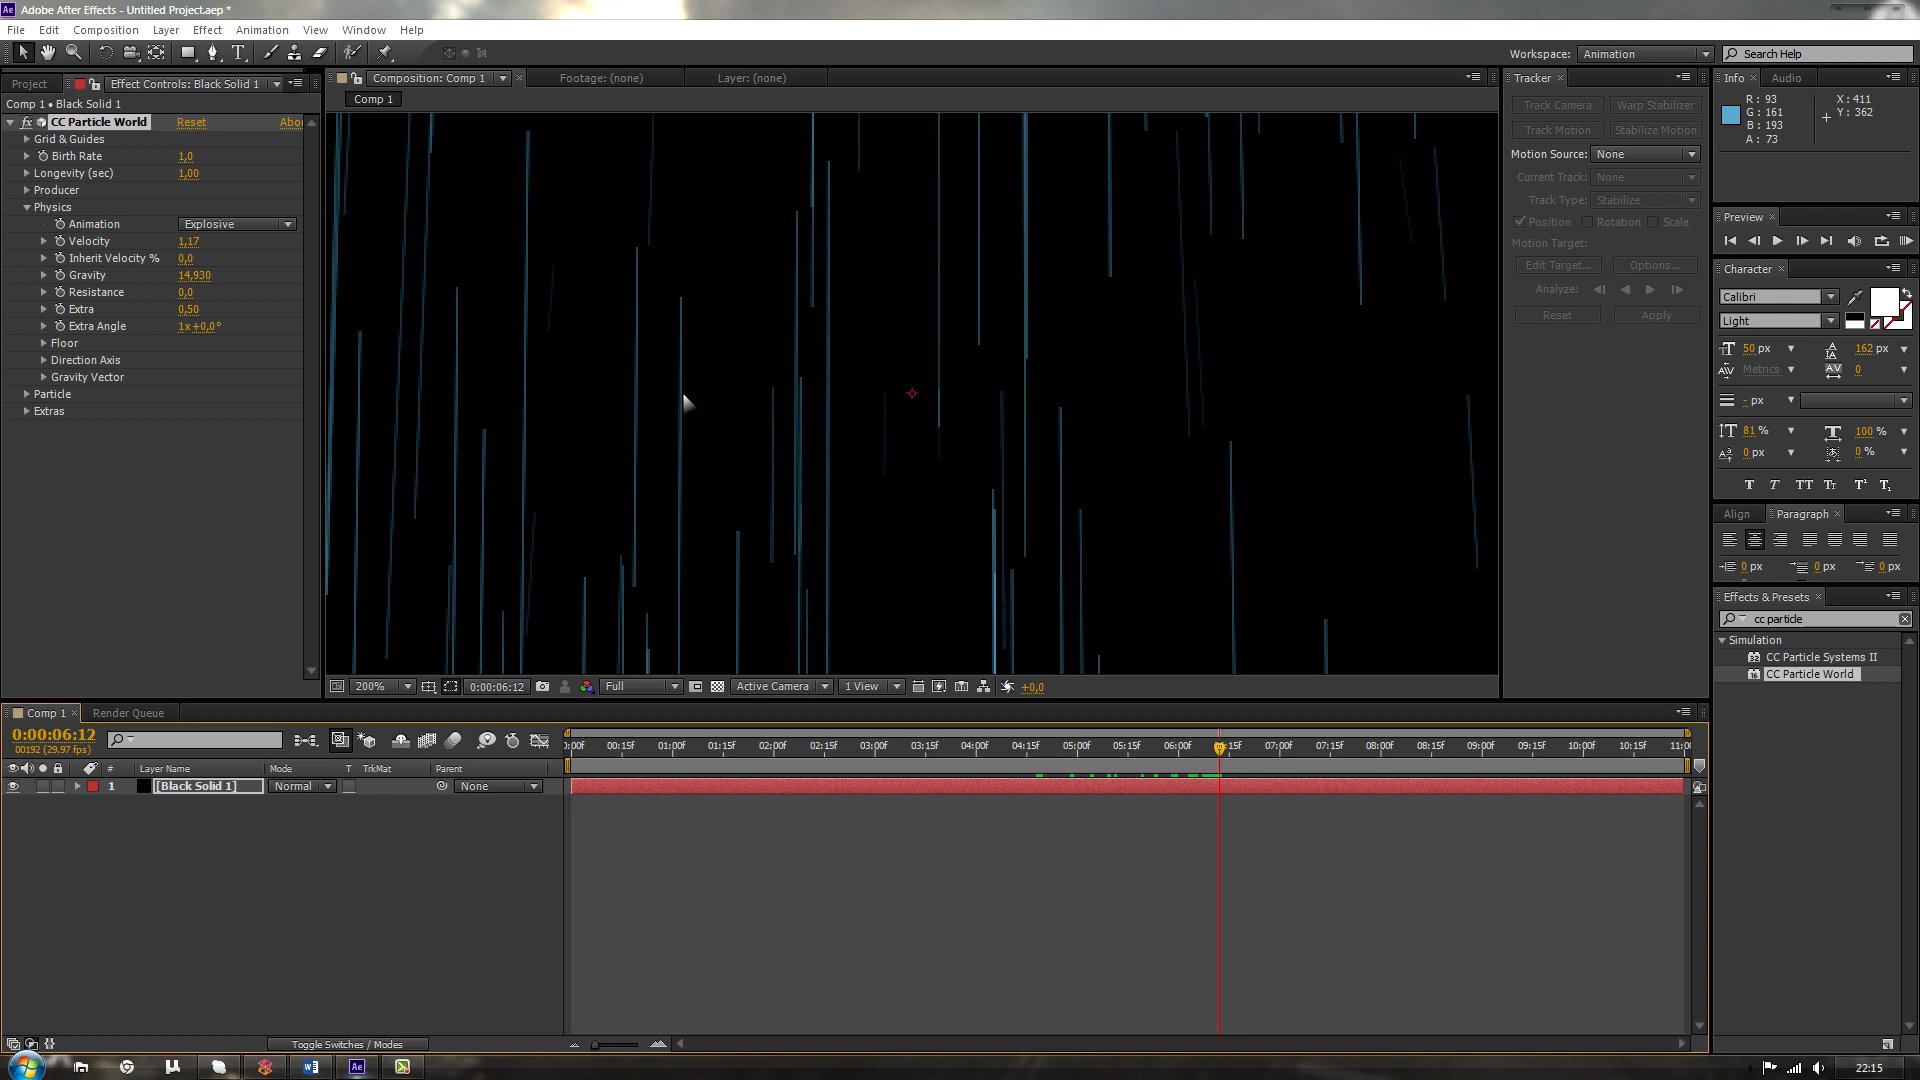 Adobe After Effects - Untitled Project.aep *
File Edit Composition Layer Effect Animation View Window Help
Workspace: Animation Search Help
Project Effect Controls: Black Solid 1
Comp 1 • Black Solid 1
fx CC Particle World Reset Abou
Grid & Guides
Birth Rate 1,0
Longevity (sec) 1,00
Producer
Physics
Animation Explosive
Velocity 1,17
Inherit Velocity % 0,0
Gravity 14,930
Resistance 0,0
Extra 0,50
Extra Angle 1x+0,0°
Floor
Direction Axis
Gravity Vector
Particle
Extras
Composition: Comp 1 Footage: (none) Layer: (none)
Comp 1
200% 0:00:06:12 Full Active Camera 1 View +0,0
Tracker
Track Camera Warp Stabilizer
Track Motion Stabilize Motion
Motion Source: None
Current Track: None
Track Type: Stabilize
Position Rotation Scale
Motion Target:
Edit Target... Options...
Analyze:
Reset Apply
Info Audio
R: 93 X: 411
G: 161 Y: 362
B: 193
A: 73
Preview
Character
Calibri
Light
50 px 162 px
Metrics 0
- px
81 % 100 %
0 px 0 %
T T TT Tt T¹ T₁
Align Paragraph
0 px 0 px 0 px
Effects & Presets
cc particle
Simulation
CC Particle Systems II
CC Particle World
Comp 1 Render Queue
0:00:06:12
00192 (29.97 fps)
0:00f 00:15f 01:00f 01:15f 02:00f 02:15f 03:00f 03:15f 04:00f 04:15f 05:00f 05:15f 06:00f 15f 07:00f 07:15f 08:00f 08:15f 09:00f 09:15f 10:00f 10:15f 11:00
# Layer Name Mode T TrkMat Parent
1 [Black Solid 1] Normal None
Toggle Switches / Modes
Ae
22:15